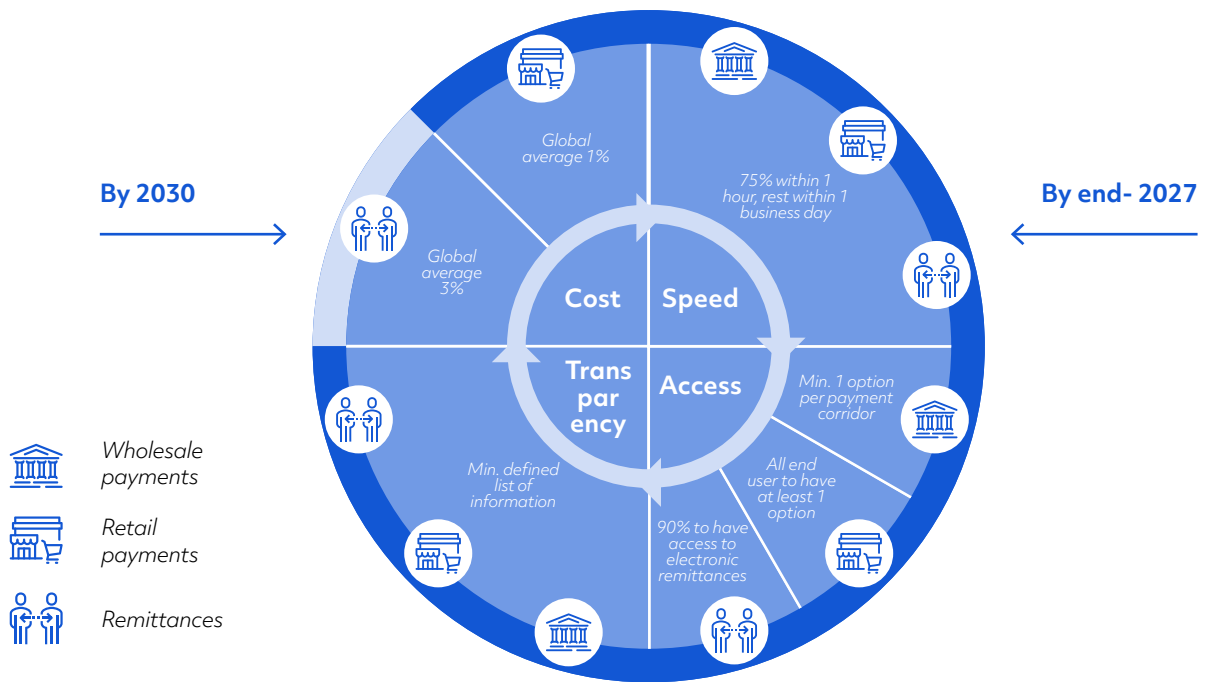 By 2030
By end- 2027
Global
average 1%
75% within 1
hour, rest within 1
business day
Global
average
3%
Cost
Speed
Trans
par
ency
Access
Min. 1 option
per payment
corridor
All end
user to have
at least 1
option
90% to have
access to
electronic
remittances
Min. defined
list of
information
Wholesale
payments
Retail
payments
Remittances